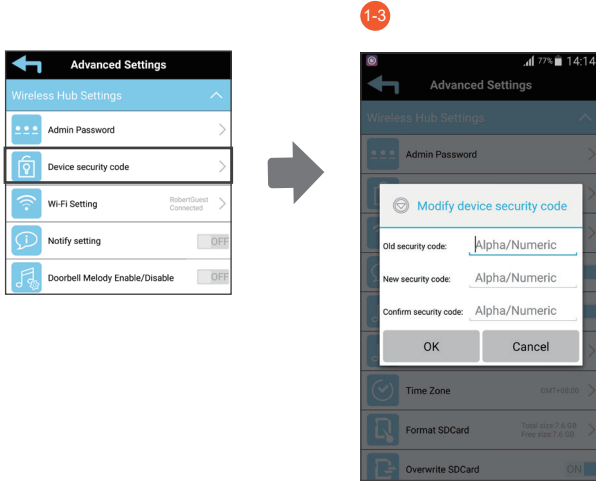 1-3
Advanced Settings
Wireless Hub Settings
Admin Password
Device security code
Wi-Fi Setting
RobertGuest
Connected
Notify setting
OFF
Doorbell Melody Enable/Disable
OFF
77% 14:14
Advanced Settings
Wireless Hub Settings
Admin Password
Modify device security code
Old security code: Alpha/Numeric
New security code: Alpha/Numeric
Confirm security code: Alpha/Numeric
OK Cancel
Time Zone
GMT+08:00
Format SDCard
Total size:7.6 GB
Free size:7.6 GB
Overwrite SDCard
ON